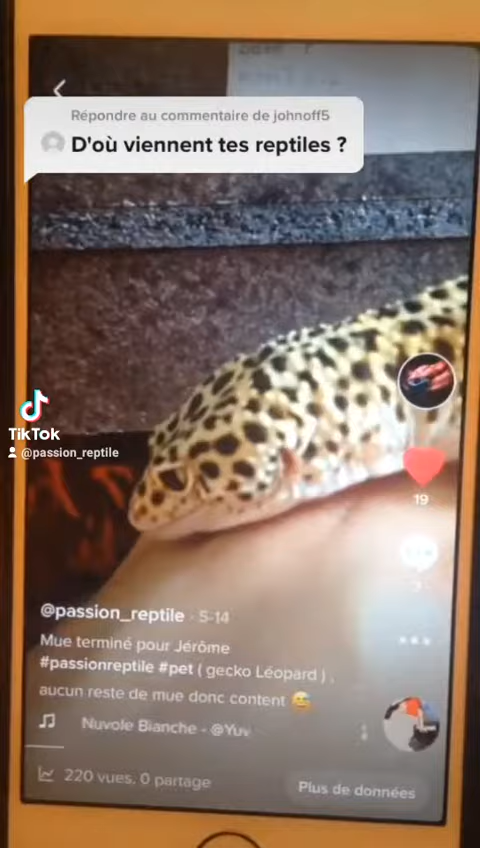 Répondre au commentaire de johnoff5
D'où viennent tes reptiles ?
TikTok
@passion_reptile
19
@passion_reptile · 5-14
Mue terminé pour Jérôme
#passionreptile #pet ( gecko Léopard ) ,
aucun reste de mue donc content 😅
Nuvole Bianche - @Yuv
220 vues, 0 partage
Plus de données